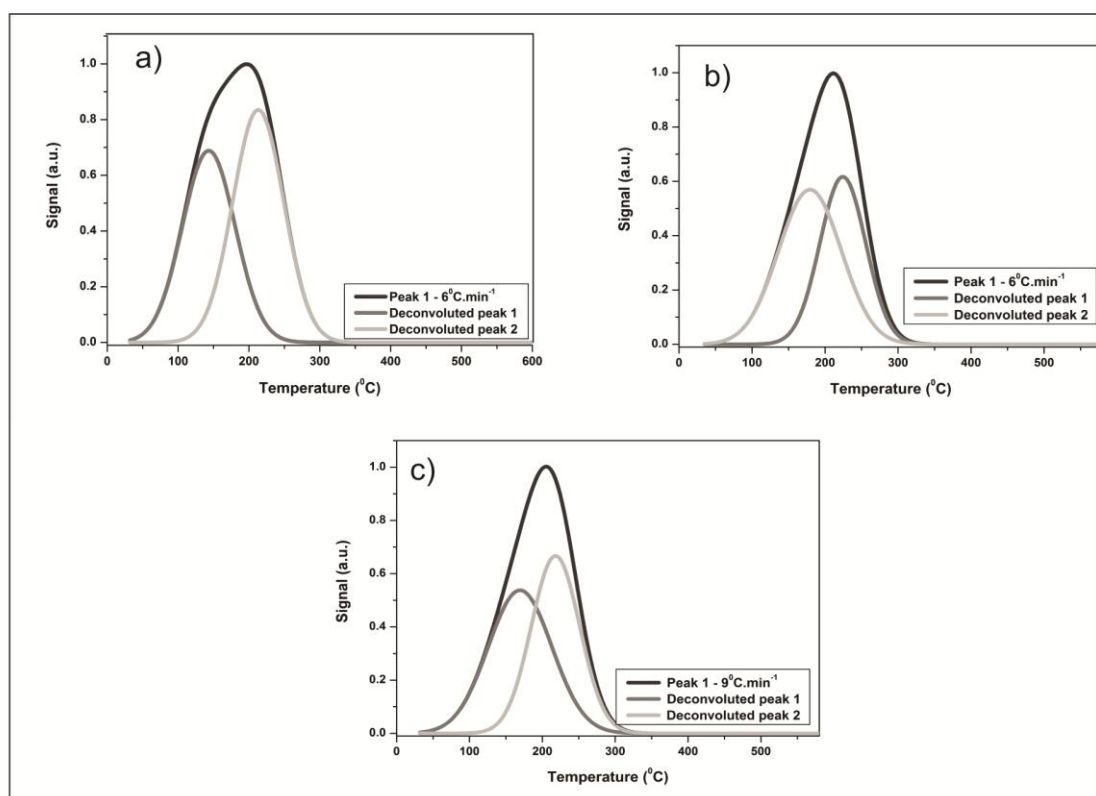 a)
Signal (a.u.)
1.0
0.8
0.6
0.4
0.2
0.0
0
100
200
300
400
500
600
Temperature (⁰C)
Peak 1 - 6⁰C.min⁻¹
Deconvoluted peak 1
Deconvoluted peak 2
b)
Signal (a.u.)
1.0
0.8
0.6
0.4
0.2
0.0
0
100
200
300
400
500
Temperature (⁰C)
Peak 1 - 6⁰C.min⁻¹
Deconvoluted peak 1
Deconvoluted peak 2
c)
Signal (a.u.)
1.0
0.8
0.6
0.4
0.2
0.0
0
100
200
300
400
500
Temperature (⁰C)
Peak 1 - 9⁰C.min⁻¹
Deconvoluted peak 1
Deconvoluted peak 2